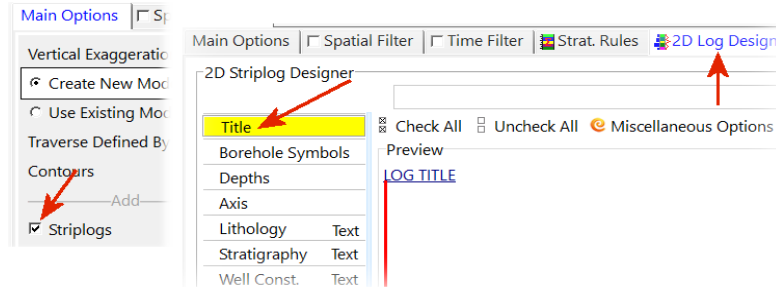 Main Options Sp
Vertical Exaggeratio
Create New Mod
Use Existing Mod
Traverse Defined By
Contours
Add
Striplogs
Main Options Spatial Filter Time Filter Strat. Rules 2D Log Design
2D Striplog Designer
Title
Borehole Symbols
Depths
Axis
Lithology Text
Stratigraphy Text
Well Const. Text
Check All Uncheck All Miscellaneous Options
Preview
LOG TITLE